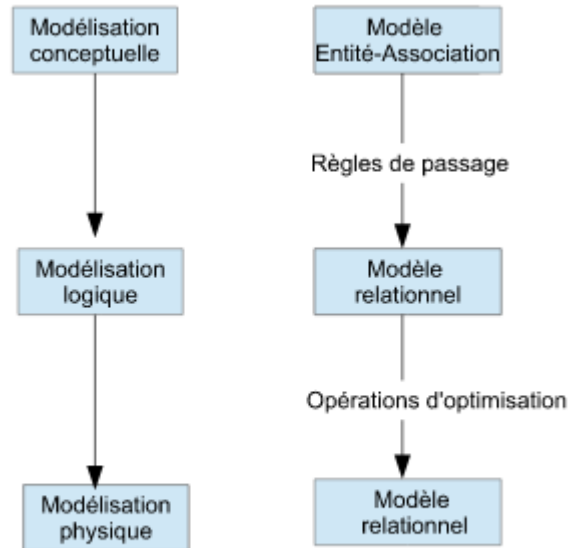 Modélisation
conceptuelle
Modèle
Entité-Association
Règles de passage
Modélisation
logique
Modèle
relationnel
Opérations d'optimisation
Modélisation
physique
Modèle
relationnel